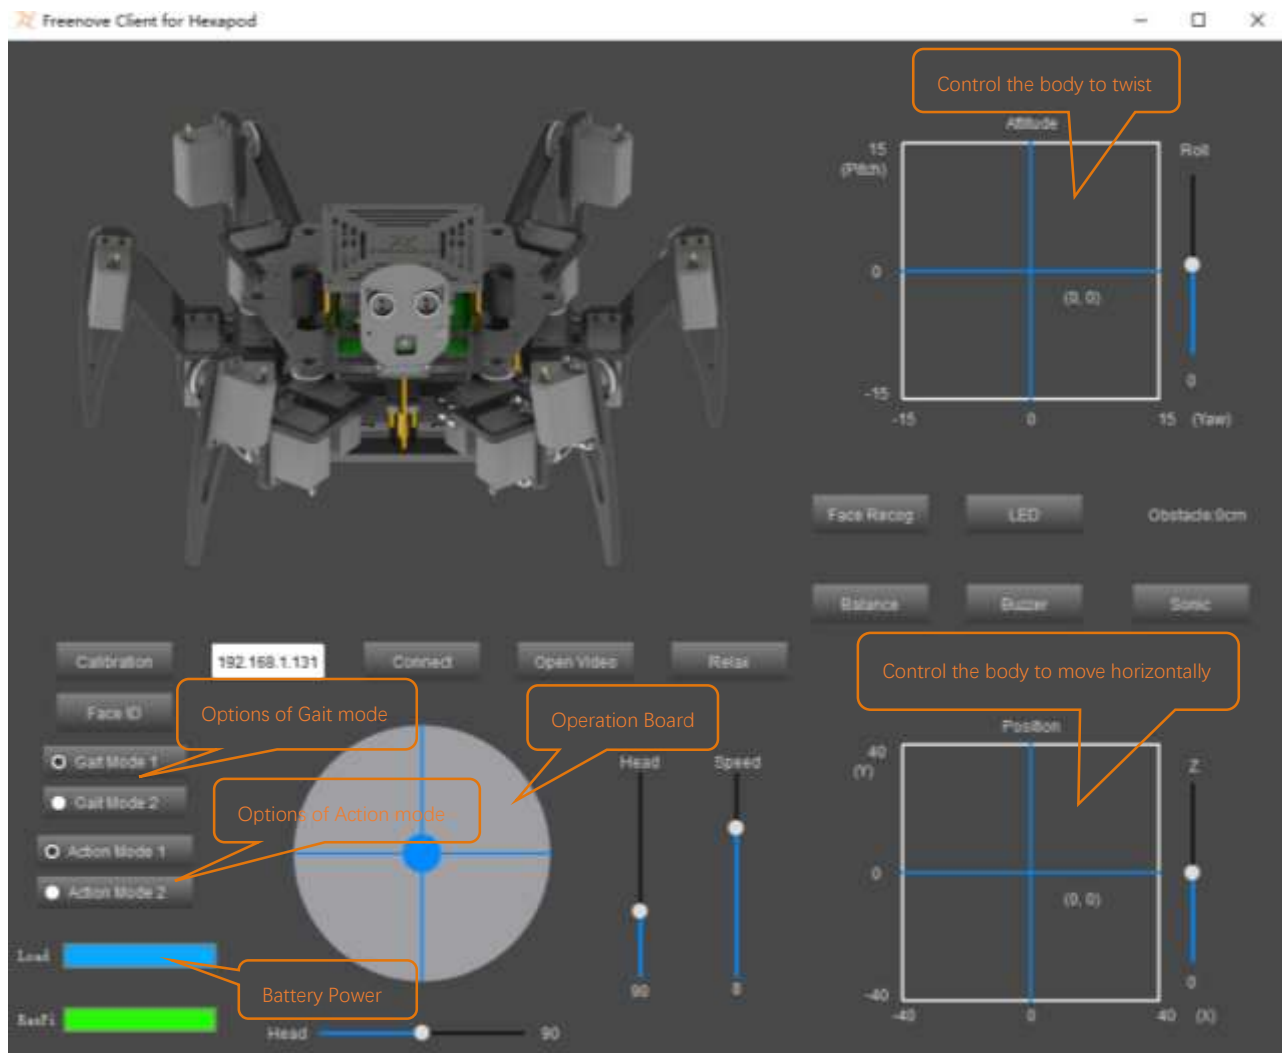 Freenove Client for Hexapod
Control the body to twist
Attitude
15
(Pitch)
Roll
0
(0, 0)
-15
0
-15
0
15
(Yaw)
Face Recog
LED
Obstacle:0cm
Balance
Buzzer
Sonic
Calibration
192.168.1.131
Connect
Open Video
Relax
Control the body to move horizontally
Face ID
Options of Gait mode
Operation Board
Position
Gait Mode 1
Head
Speed
40
(Y)
Z
Gait Mode 2
Options of Action mode
Action Mode 1
0
Action Mode 2
(0, 0)
Load
Battery Power
90
8
-40
0
RasPi
-40
0
40
(X)
Head
90